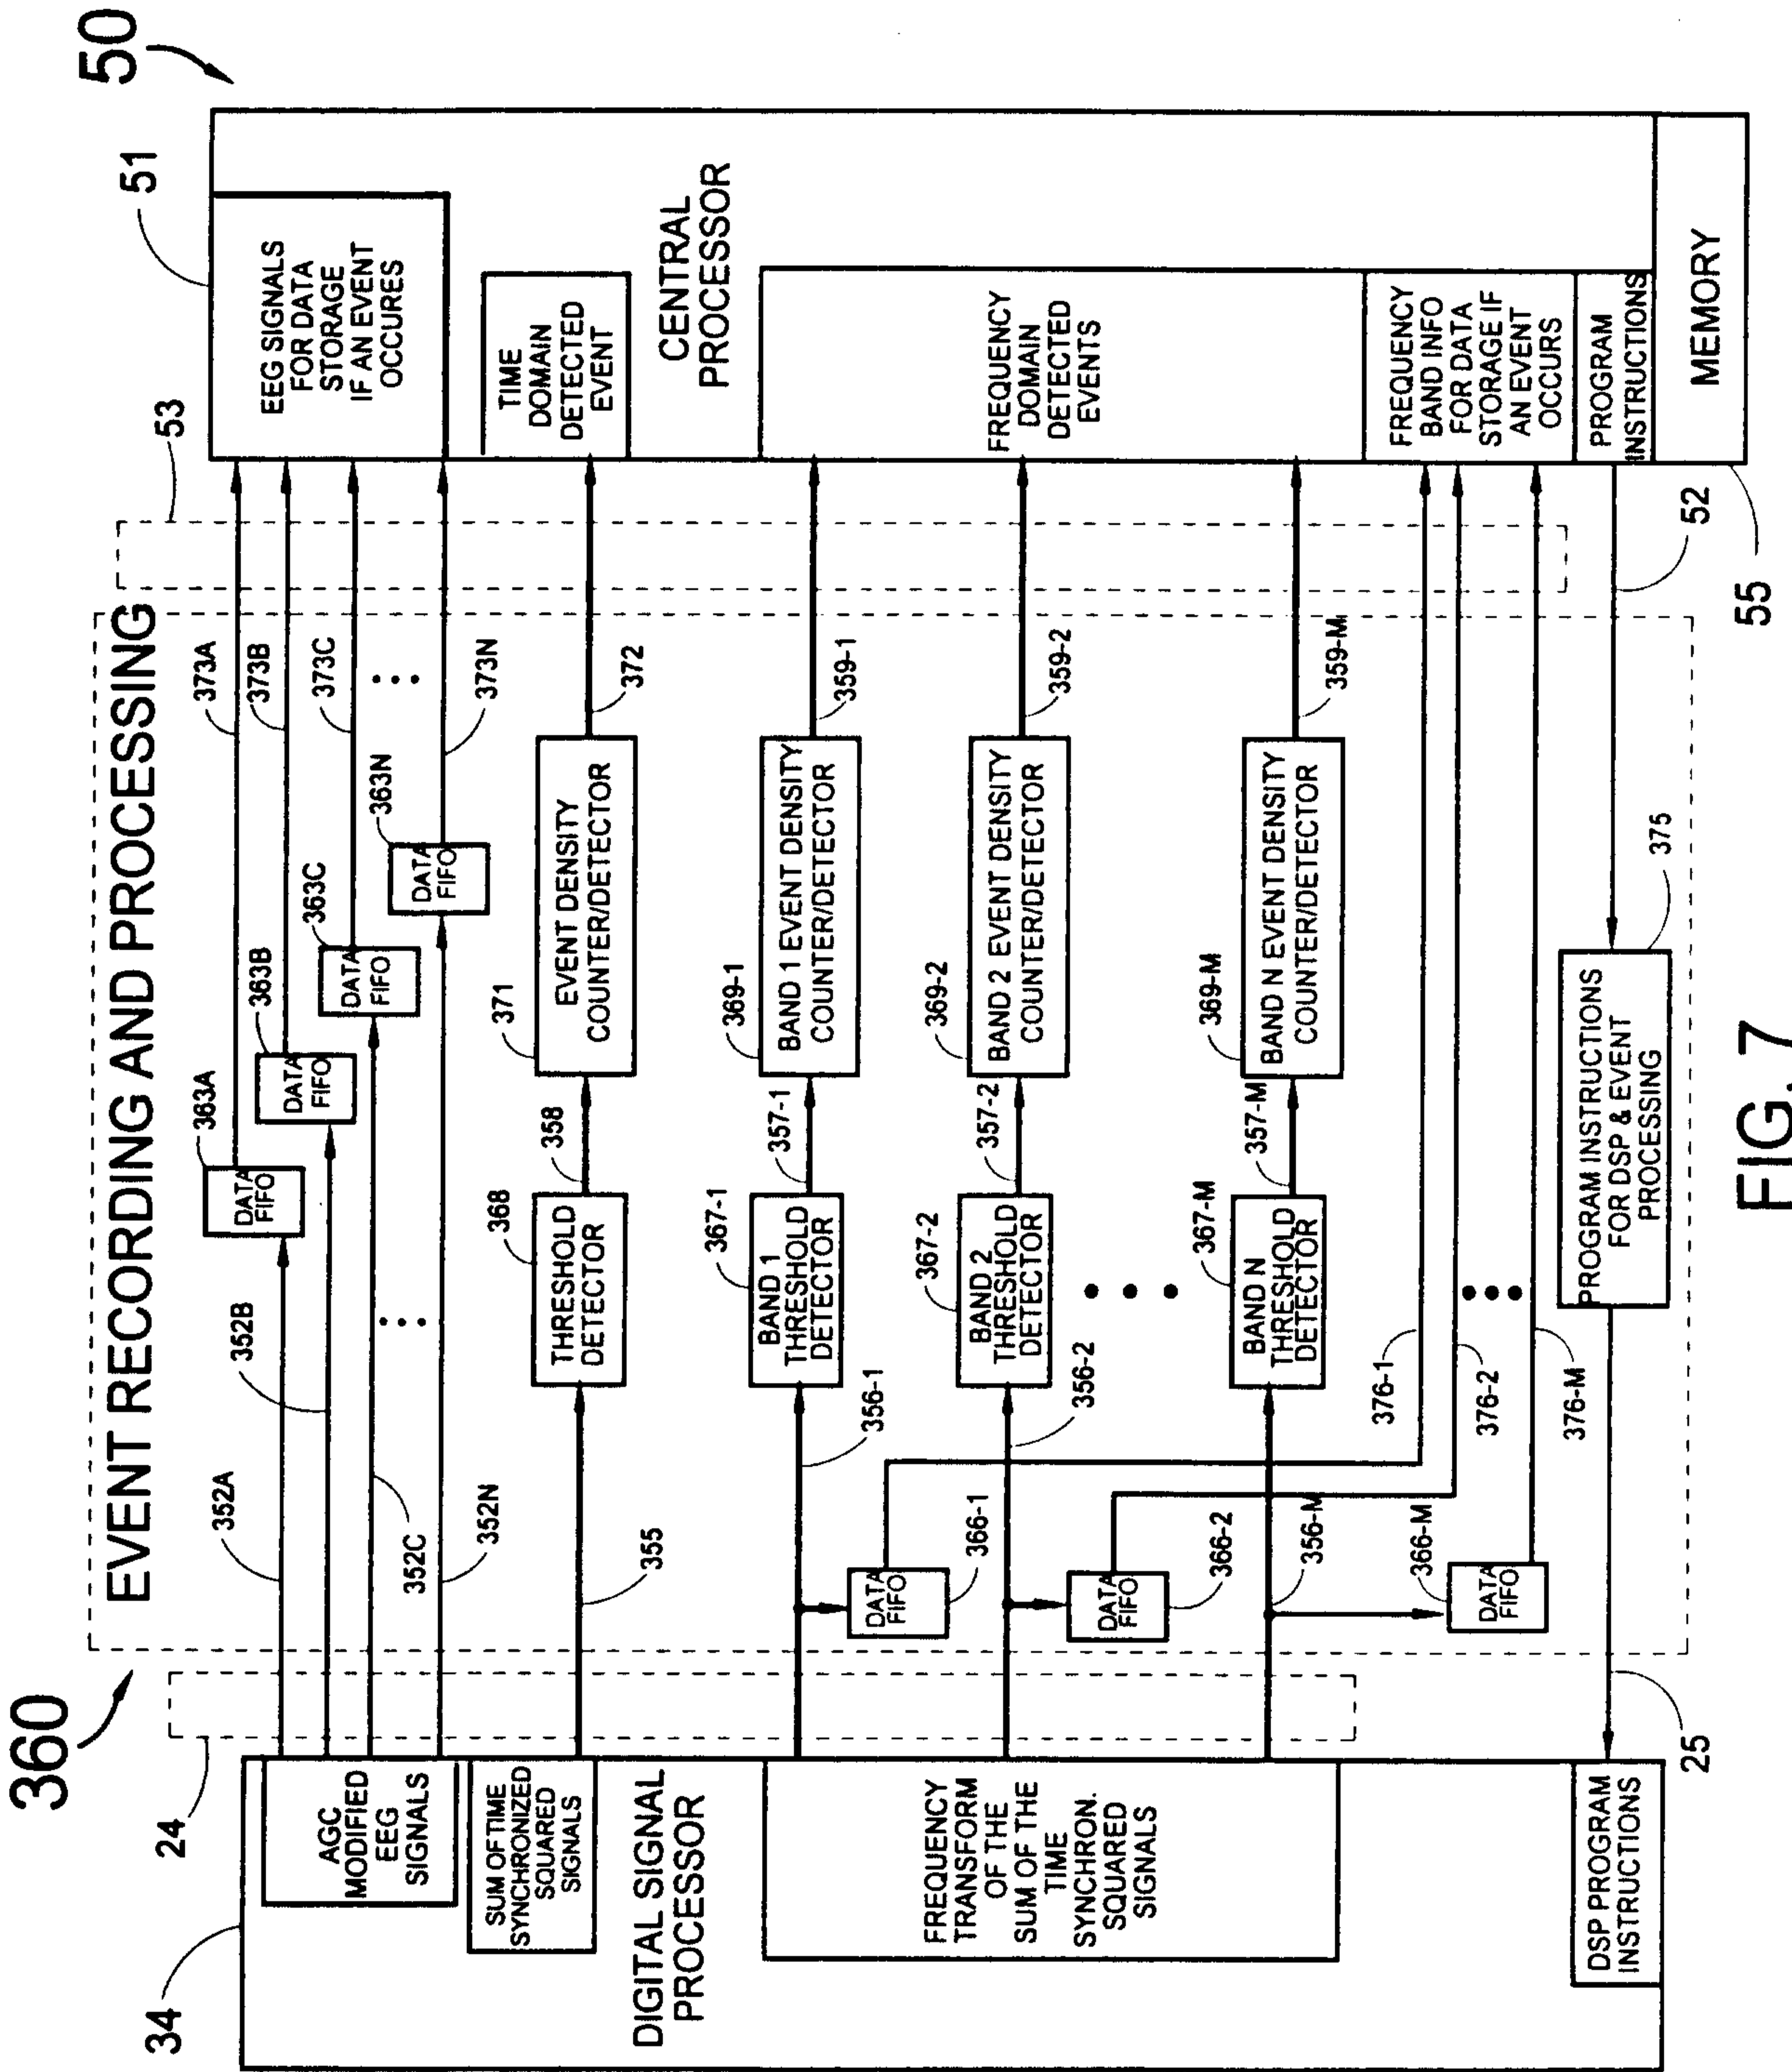 360
EVENT RECORDING AND PROCESSING
50
34
24
53
51
352A
363A
373A
352B
363B
373B
352C
363C
373C
352N
363N
373N
DATA
FIFO
DATA
FIFO
DATA
FIFO
DATA
FIFO
AGC
MODIFIED
EEG
SIGNALS
EEG SIGNALS
FOR DATA
STORAGE
IF AN EVENT
OCCURES
SUM OF TIME
SYNCHRONIZED
SQUARED
SIGNALS
355
368
THRESHOLD
DETECTOR
358
371
EVENT DENSITY
COUNTER/DETECTOR
372
TIME
DOMAIN
DETECTED
EVENT
DIGITAL SIGNAL
PROCESSOR
CENTRAL
PROCESSOR
367-1
BAND 1
THRESHOLD
DETECTOR
357-1
369-1
BAND 1 EVENT DENSITY
COUNTER/DETECTOR
359-1
356-1
DATA
FIFO
366-1
FREQUENCY
TRANSFORM
OF THE
SUM OF THE
TIME
SYNCHRON.
SQUARED
SIGNALS
367-2
BAND 2
THRESHOLD
DETECTOR
357-2
369-2
BAND 2 EVENT DENSITY
COUNTER/DETECTOR
359-2
356-2
FREQUENCY
DOMAIN
DETECTED
EVENTS
DATA
FIFO
366-2
367-M
BAND N
THRESHOLD
DETECTOR
357-M
369-M
BAND N EVENT DENSITY
COUNTER/DETECTOR
359-M
356-M
366-M
DATA
FIFO
376-1
376-2
376-M
FREQUENCY
BAND INFO
FOR DATA
STORAGE IF
AN EVENT
OCCURS
DSP PROGRAM
INSTRUCTIONS
25
PROGRAM INSTRUCTIONS
FOR DSP & EVENT
PROCESSING
375
52
PROGRAM
INSTRUCTIONS
55
MEMORY
FIG. 7